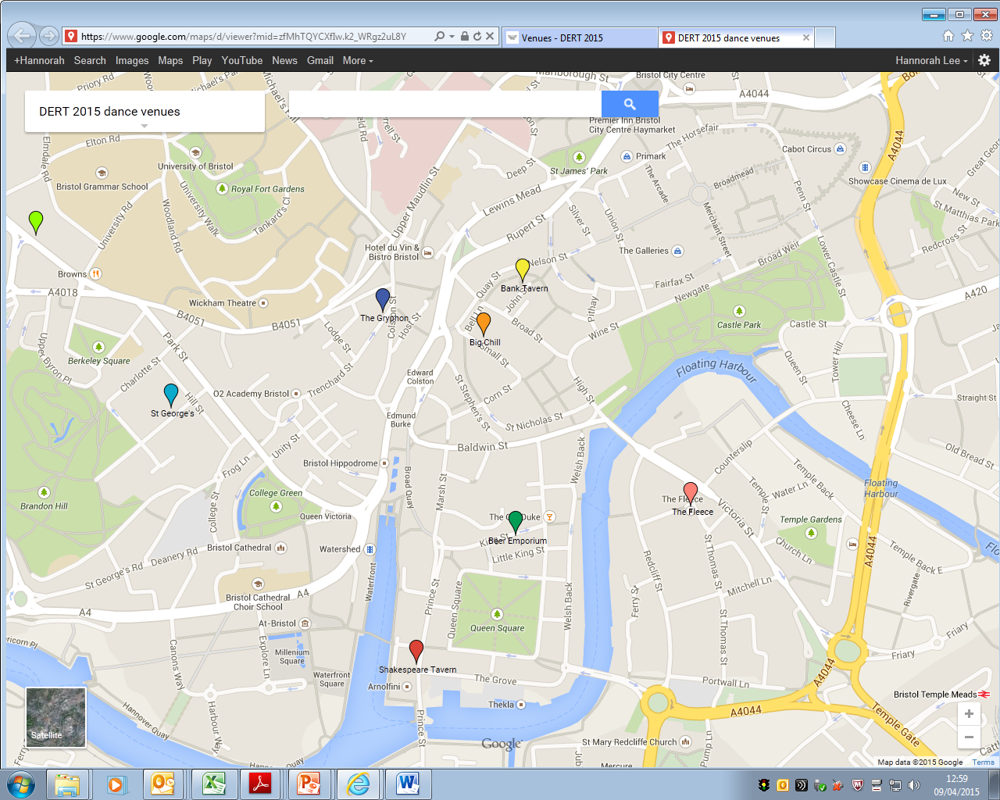 https://www.google.com/maps/d/viewer?mid=zfMhTQYCXfIw.k2_WRgz2uL8Y
Venues - DERT 2015
DERT 2015 dance venues
+Hannorah Search Images Maps Play YouTube News Gmail More
Hannorah Lee
DERT 2015 dance venues
Priory Rd
Michael's Park
Marlborough St
Bristol City Centre
A4044
A4044
Elmdale Rd
Elton Rd
University of Bristol
Bristol Grammar School
Royal Fort Gardens
University Walk
Tankard's Cl
University Rd
Woodland Rd
Upper Maudlin St
Premier Inn Bristol
City Centre Haymarket
The Horsefair
Cabot Circus
Primark
St James' Park
Deep St
Lewins Mead
The Arcade
Broadmead
Penn St
Showcase Cinema de Lux
Great George
New St
St Matthias Park
Redcross St
Silver St
Union St
Merchant Street
Rupert St
Hotel du Vin &
Bistro Bristol
Nelson St
The Galleries
Broad Weir
Lower Castle St
Fairfax St
Newgate
Browns
A4018
Wickham Theatre
B4051
B4051
The Gryphon
Colston St
Host St
Lodge St
Quay St
Bank Tavern
John
Bell Ln
Big Chill
Broad St
Small St
Pithay
Wine St
Castle Park
Castle St
A420
Queen St
Tower Hill
Upper Byron Pl
Berkeley Square
Park St
Charlotte St
Hill St
St George's
O2 Academy Bristol
Trenchard St
Edward
Colston
Edmund
Burke
St Stephen's St
Corn St
High St
St Nicholas St
Baldwin St
Floating Harbour
Straight St
Cheese Ln
Old Bread St
Counterslip
Unity St
Frog Ln
Bristol Hippodrome
Broad Quay
Marsh St
Welsh Back
Temple Back
Water Ln
Temple St
Floating
Harbour
Brandon Hill
College Green
College St
Queen Victoria
The Fleece
The Fleece
Victoria St
Temple Gardens
Church Ln
Beer Emporium
Little King St
Bristol Cathedral
Watershed
Deanery Rd
St George's Rd
Waterfront
Bristol Cathedral
Choir School
A4
A4
Prince St
Queen Square
Queen Square
Welsh Back
Redcliff St
Ferry St
St Thomas St
St Thomas St
Mitchell Ln
A4044
Temple Back E
Rivergate
Avon St
Friary
Friary
At-Bristol
Millenium
Square
Explore Ln
Canons Way
Waterfront
Square
Shakespeare Tavern
Arnolfini
The Grove
Thekla
Portwall Ln
A4044
A4044
Bristol Temple Meads
Temple Gate
Hannover Quay
Harbour Way
Prince St
St Mary Redcliffe Church
Pump Ln
Mercure
Satellite
Google
Map data ©2015 Google Terms
12:59
09/04/2015